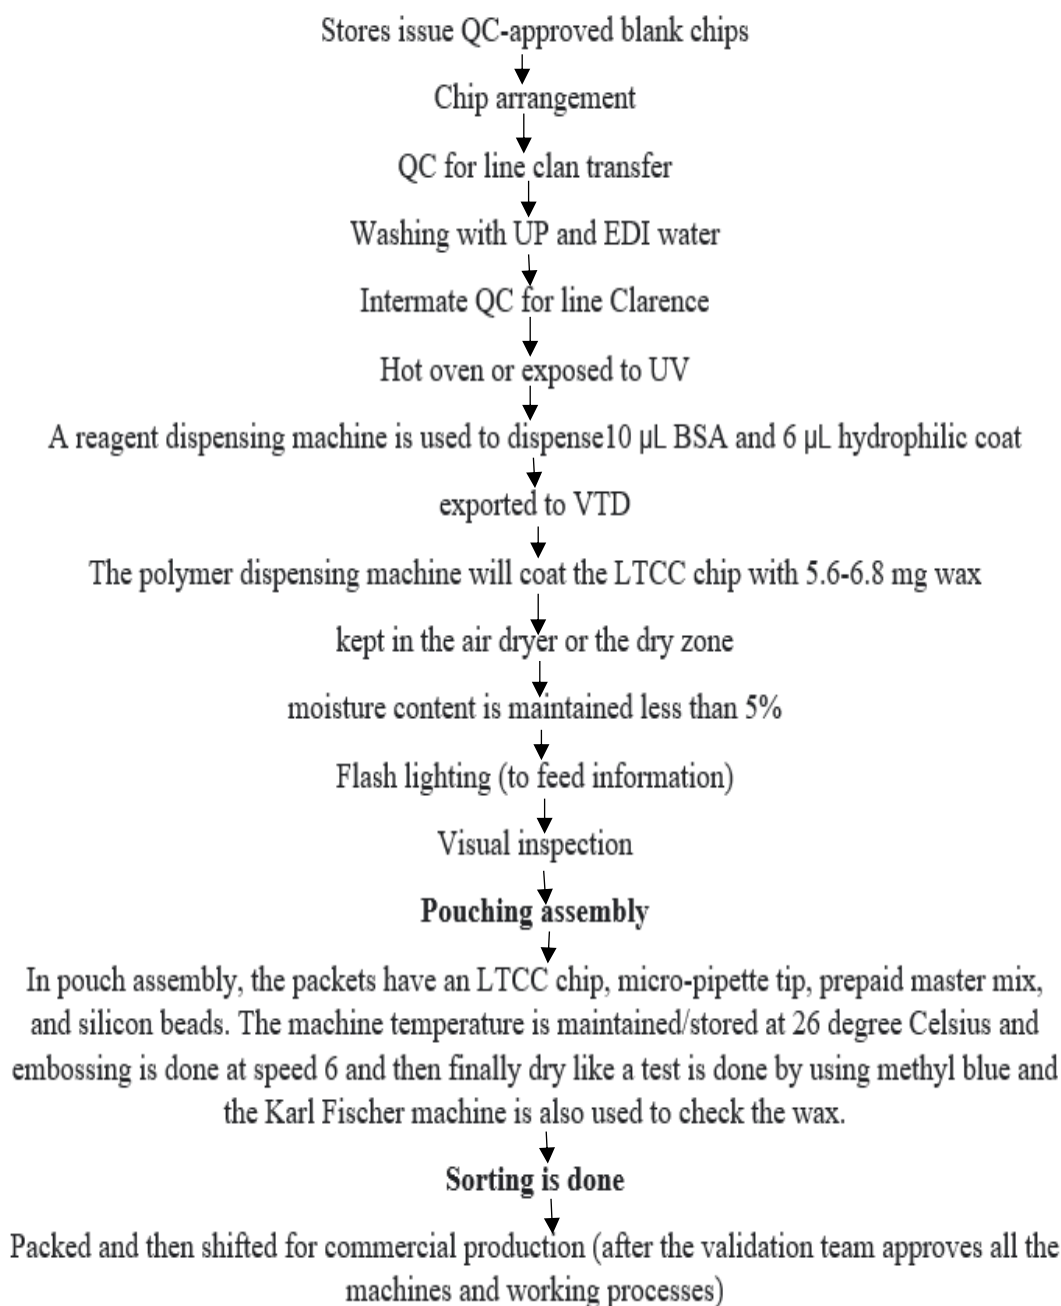 Stores issue QC-approved blank chips
Chip arrangement
QC for line clan transfer
Washing with UP and EDI water
Intermate QC for line Clarence
Hot oven or exposed to UV
A reagent dispensing machine is used to dispense10 µL BSA and 6 µL hydrophilic coat
exported to VTD
The polymer dispensing machine will coat the LTCC chip with 5.6-6.8 mg wax
kept in the air dryer or the dry zone
moisture content is maintained less than 5%
Flash lighting (to feed information)
Visual inspection
Pouching assembly
In pouch assembly, the packets have an LTCC chip, micro-pipette tip, prepaid master mix,
and silicon beads. The machine temperature is maintained/stored at 26 degree Celsius and
embossing is done at speed 6 and then finally dry like a test is done by using methyl blue and
the Karl Fischer machine is also used to check the wax.
Sorting is done
Packed and then shifted for commercial production (after the validation team approves all the
machines and working processes)